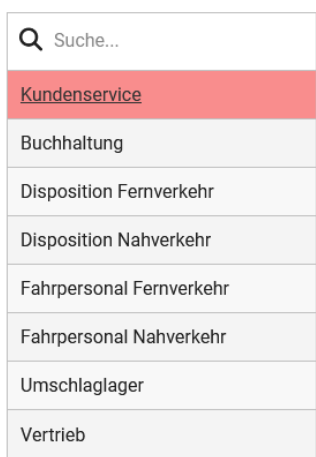 Suche...
Kundenservice
Buchhaltung
Disposition Fernverkehr
Disposition Nahverkehr
Fahrpersonal Fernverkehr
Fahrpersonal Nahverkehr
Umschlaglager
Vertrieb